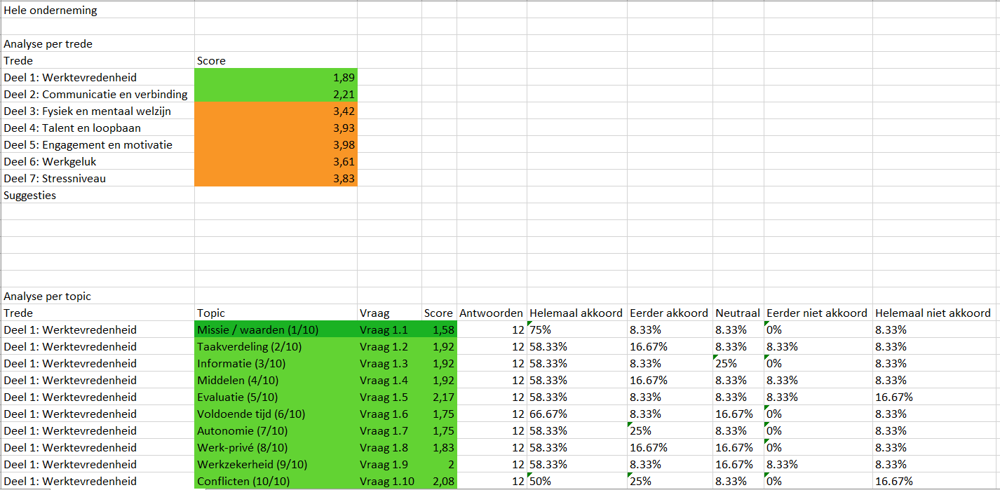 Hele onderneming
Analyse per trede
Trede Score
Deel 1: Werktevredenheid 1,89
Deel 2: Communicatie en verbinding 2,21
Deel 3: Fysiek en mentaal welzijn 3,42
Deel 4: Talent en loopbaan 3,93
Deel 5: Engagement en motivatie 3,98
Deel 6: Werkgeluk 3,61
Deel 7: Stressniveau 3,83
Suggesties
Analyse per topic
Trede Topic Vraag Score Antwoorden Helemaal akkoord Eerder akkoord Neutraal Eerder niet akkoord Helemaal niet akkoord
Deel 1: Werktevredenheid Missie / waarden (1/10) Vraag 1.1 1,58 12 75% 8.33% 8.33% 0% 8.33%
Deel 1: Werktevredenheid Taakverdeling (2/10) Vraag 1.2 1,92 12 58.33% 16.67% 8.33% 8.33% 8.33%
Deel 1: Werktevredenheid Informatie (3/10) Vraag 1.3 1,92 12 58.33% 8.33% 25% 0% 8.33%
Deel 1: Werktevredenheid Middelen (4/10) Vraag 1.4 1,92 12 58.33% 16.67% 8.33% 8.33% 8.33%
Deel 1: Werktevredenheid Evaluatie (5/10) Vraag 1.5 2,17 12 58.33% 8.33% 8.33% 8.33% 16.67%
Deel 1: Werktevredenheid Voldoende tijd (6/10) Vraag 1.6 1,75 12 66.67% 8.33% 16.67% 0% 8.33%
Deel 1: Werktevredenheid Autonomie (7/10) Vraag 1.7 1,75 12 58.33% 25% 8.33% 0% 8.33%
Deel 1: Werktevredenheid Werk-privé (8/10) Vraag 1.8 1,83 12 58.33% 16.67% 16.67% 0% 8.33%
Deel 1: Werktevredenheid Werkzekerheid (9/10) Vraag 1.9 2 12 58.33% 8.33% 16.67% 8.33% 8.33%
Deel 1: Werktevredenheid Conflicten (10/10) Vraag 1.10 2,08 12 50% 25% 8.33% 0% 16.67%